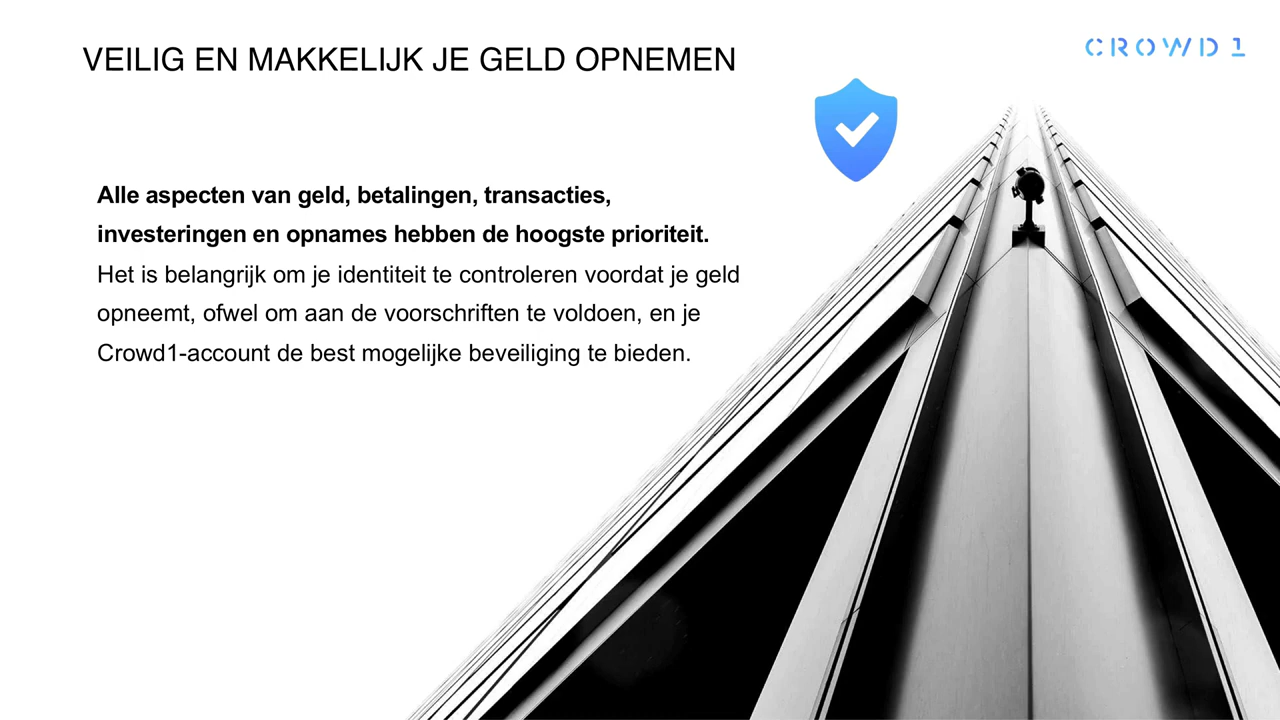 VEILIG EN MAKKELIJK JE GELD OPNEMEN
CROWD1
Alle aspecten van geld, betalingen, transacties,
investeringen en opnames hebben de hoogste prioriteit.
Het is belangrijk om je identiteit te controleren voordat je geld
opneemt, ofwel om aan de voorschriften te voldoen, en je
Crowd1-account de best mogelijke beveiliging te bieden.